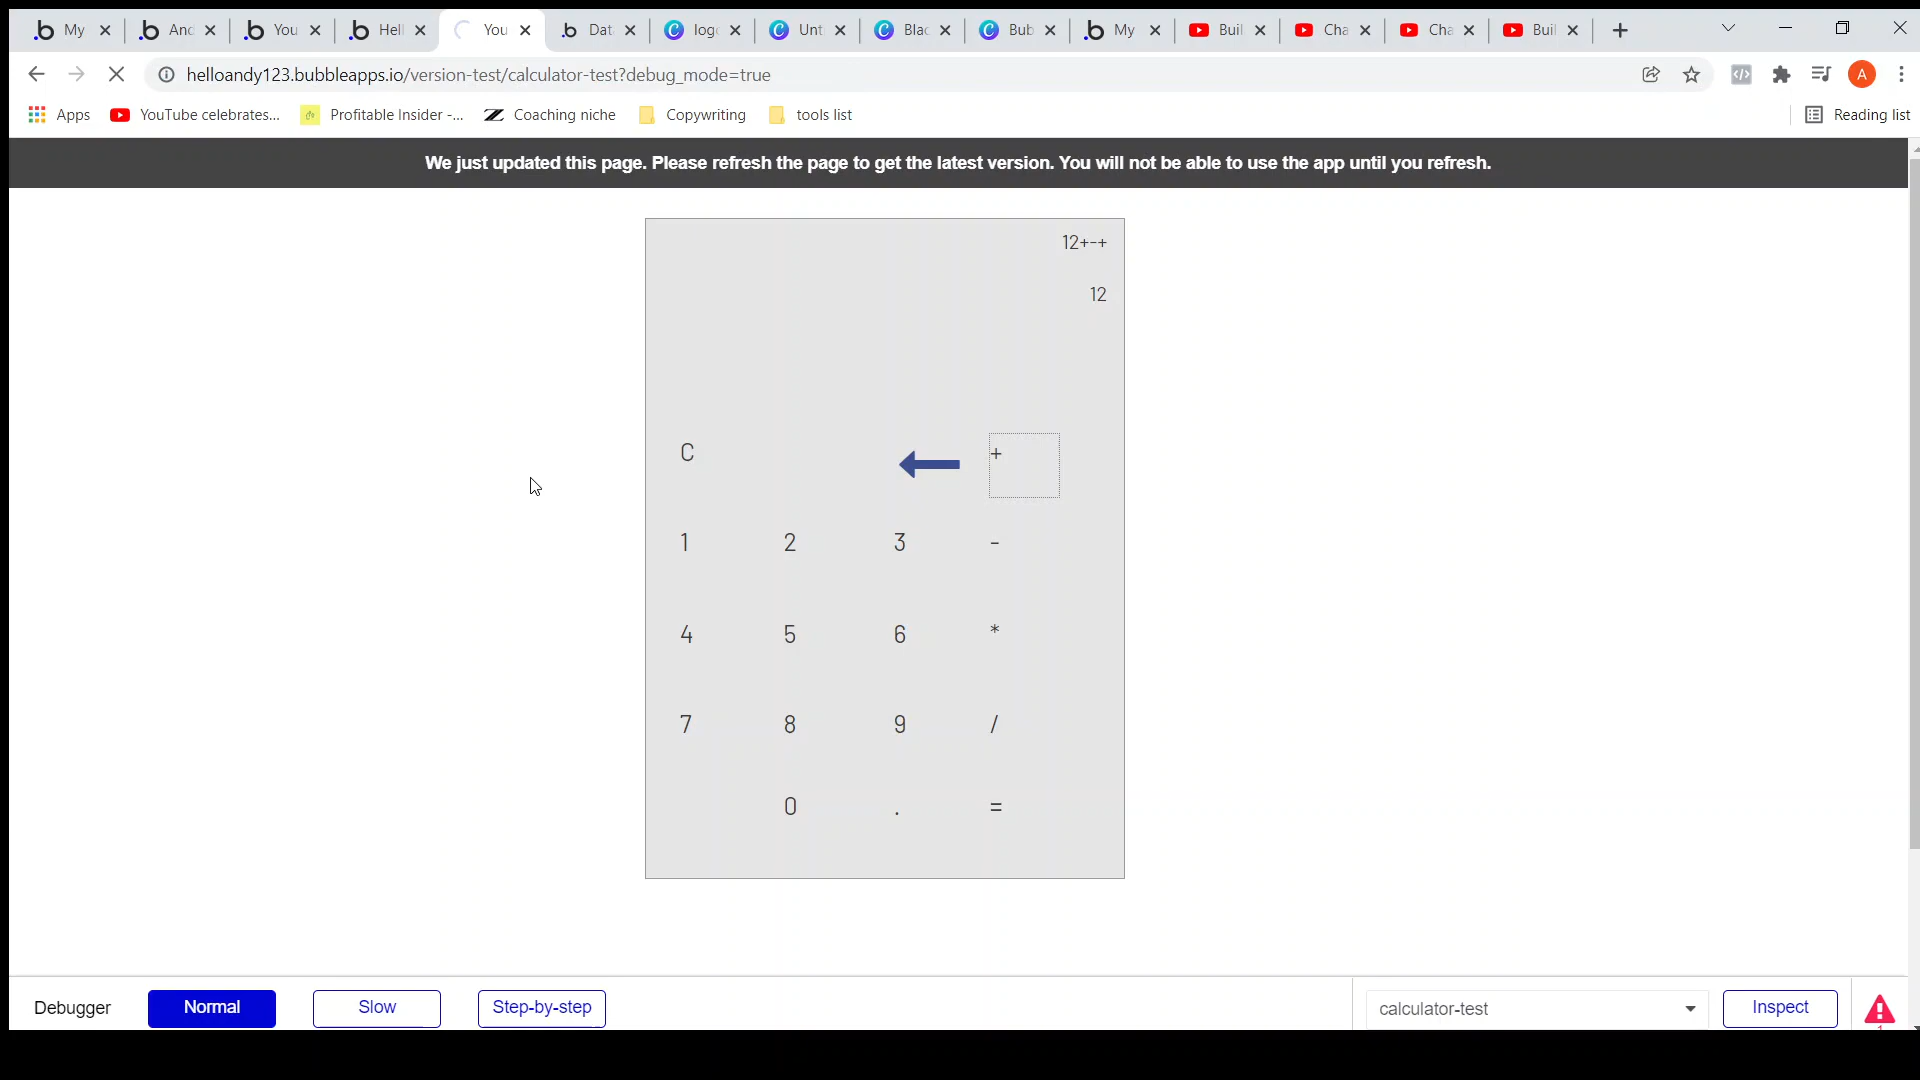 My
And
You
Hell
You
Dat
logo
Unt
Blac
Bub
My
Buil
Cha
Cha
Buil
helloandy123.bubbleapps.io/version-test/calculator-test?debug_mode=true
A
Apps
YouTube celebrates...
Profitable Insider -...
Coaching niche
Copywriting
tools list
Reading list
We just updated this page. Please refresh the page to get the latest version. You will not be able to use the app until you refresh.
12+-+
12
C
+
1 2 3 -
4 5 6 *
7 8 9 /
0 . =
Debugger
Normal
Slow
Step-by-step
calculator-test
Inspect